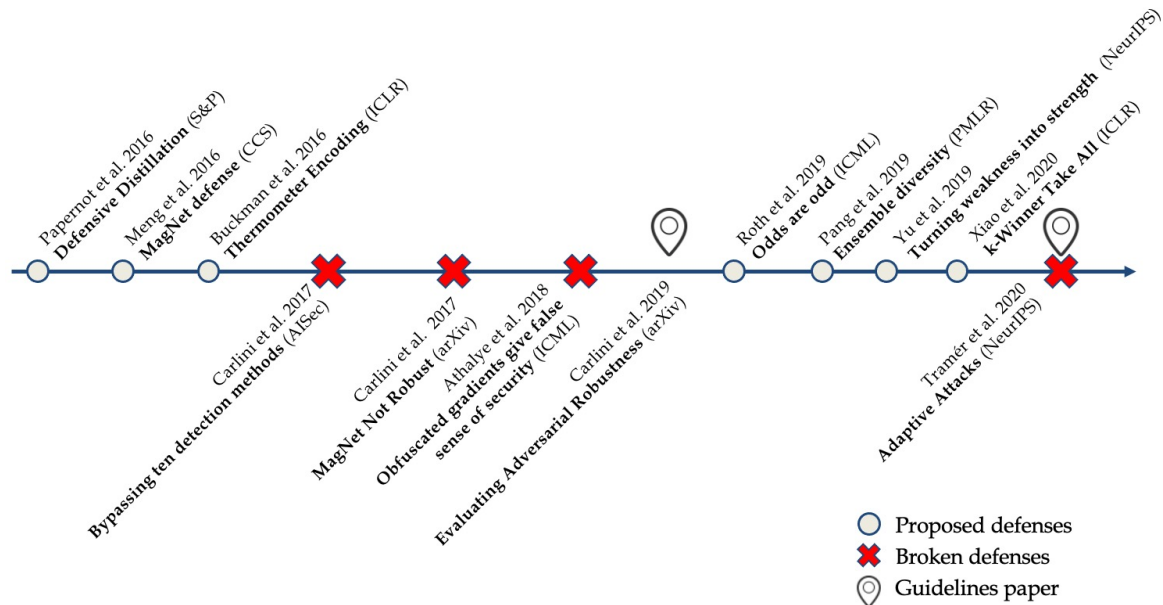 Papernot et al. 2016
Defensive Distillation (S&P)
Meng et al. 2016
MagNet defense (CCS)
Buckman et al. 2016
Thermometer Encoding (ICLR)
Carlini et al. 2017
Bypassing ten detection methods (AISec)
Carlini et al. 2017
MagNet Not Robust (arXiv)
Athalye et al. 2018
Obfuscated gradients give false
sense of security (ICML)
Carlini et al. 2019
Evaluating Adversarial Robustness (arXiv)
Roth et al. 2019
Odds are odd (ICML)
Pang et al. 2019
Ensemble diversity (PMLR)
Yu et al. 2019
Turning weakness into strength (NeurIPS)
Xiao et al. 2020
k-Winner Take All (ICLR)
Tramér et al. 2020
Adaptive Attacks (NeurIPS)
Proposed defenses
Broken defenses
Guidelines paper